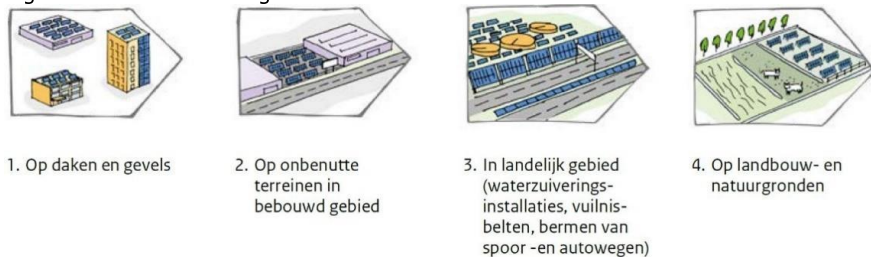 1. Op daken en gevels
2. Op onbenutte
terreinen in
bebouwd gebied
3. In landelijk gebied
(waterzuiverings-
installaties, vuilnis-
belten, bermen van
spoor -en autowegen)
4. Op landbouw- en
natuurgronden